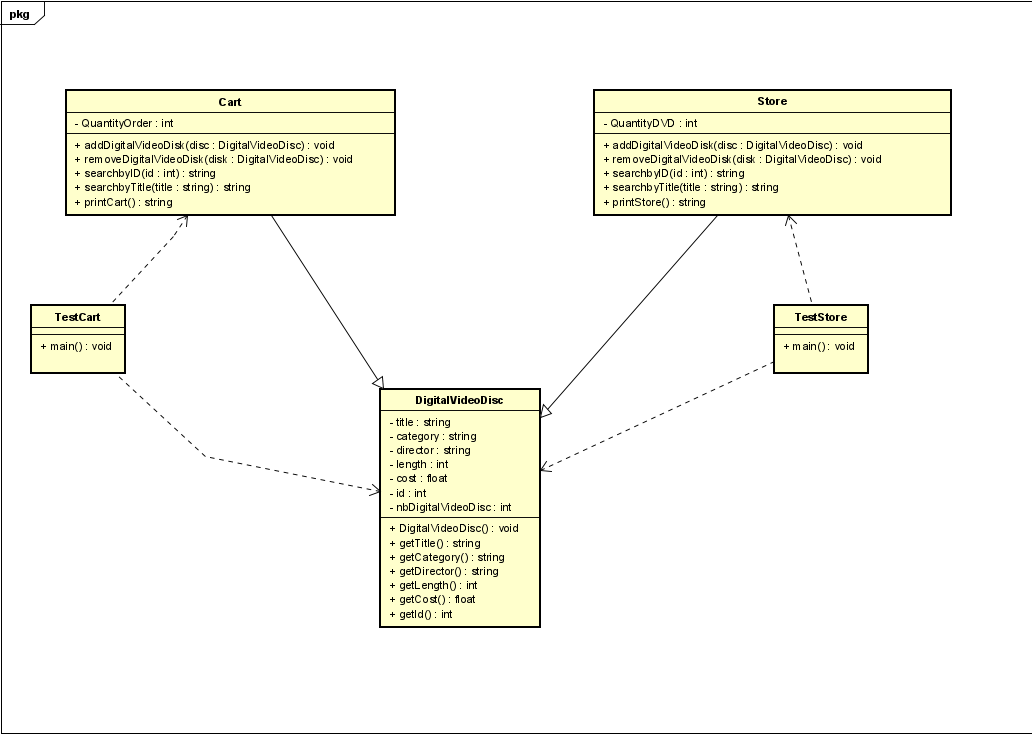 pkg
Cart
- QuantityOrder : int
+ addDigitalVideoDisk(disc : DigitalVideoDisc) : void
+ removeDigitalVideoDisk(disk : DigitalVideoDisc) : void
+ searchbyID(id : int) : string
+ searchbyTitle(title : string) : string
+ printCart() : string
Store
- QuantityDVD : int
+ addDigitalVideoDisk(disc : DigitalVideoDisc) : void
+ removeDigitalVideoDisk(disk : DigitalVideoDisc) : void
+ searchbyID(id : int) : string
+ searchbyTitle(title : string) : string
+ printStore() : string
TestCart
+ main() : void
TestStore
+ main() : void
DigitalVideoDisc
- title : string
- category : string
- director : string
- length : int
- cost : float
- id : int
- nbDigitalVideoDisc : int
+ DigitalVideoDisc() : void
+ getTitle() : string
+ getCategory() : string
+ getDirector() : string
+ getLength() : int
+ getCost() : float
+ getId() : int